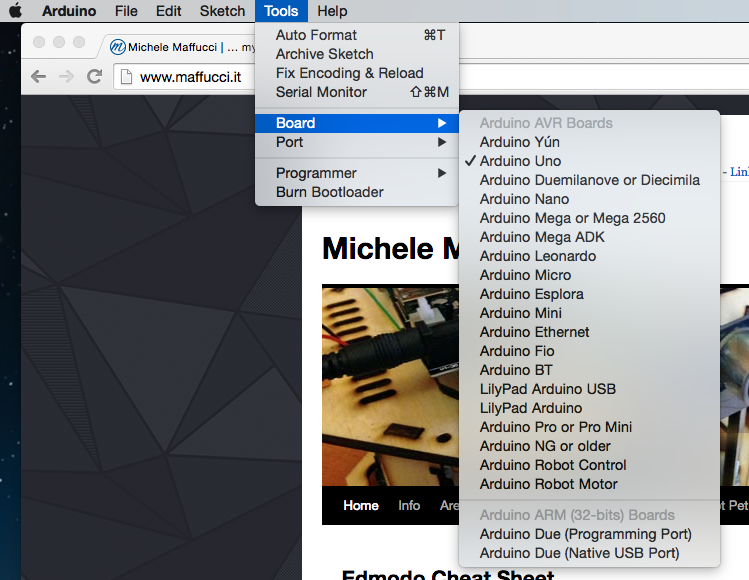 Arduino File Edit Sketch Tools Help
Michele Maffucci | ... my
www.maffucci.it
Auto Format ⌘T
Archive Sketch
Fix Encoding & Reload
Serial Monitor ⇧⌘M
Board
Port
Programmer
Burn Bootloader
Arduino AVR Boards
Arduino Yún
✓ Arduino Uno
Arduino Duemilanove or Diecimila
Arduino Nano
Arduino Mega or Mega 2560
Arduino Mega ADK
Arduino Leonardo
Arduino Micro
Arduino Esplora
Arduino Mini
Arduino Ethernet
Arduino Fio
Arduino BT
LilyPad Arduino USB
LilyPad Arduino
Arduino Pro or Pro Mini
Arduino NG or older
Arduino Robot Control
Arduino Robot Motor
Arduino ARM (32-bits) Boards
Arduino Due (Programming Port)
Arduino Due (Native USB Port)
- Lin
Michele M
Home Info Are t Pet
Edmodo Cheat Sheet